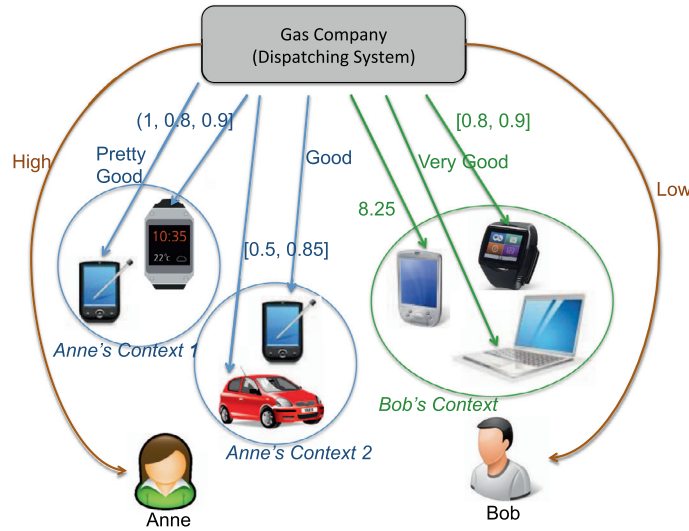 Gas Company
(Dispatching System)
(1, 0.8, 0.9]
[0.8, 0.9]
High
Pretty
Good
Good
Very Good
Low
8.25
10:35
22°c
[0.5, 0.85]
Anne's Context 1
Bob's Context
Anne's Context 2
Anne
Bob